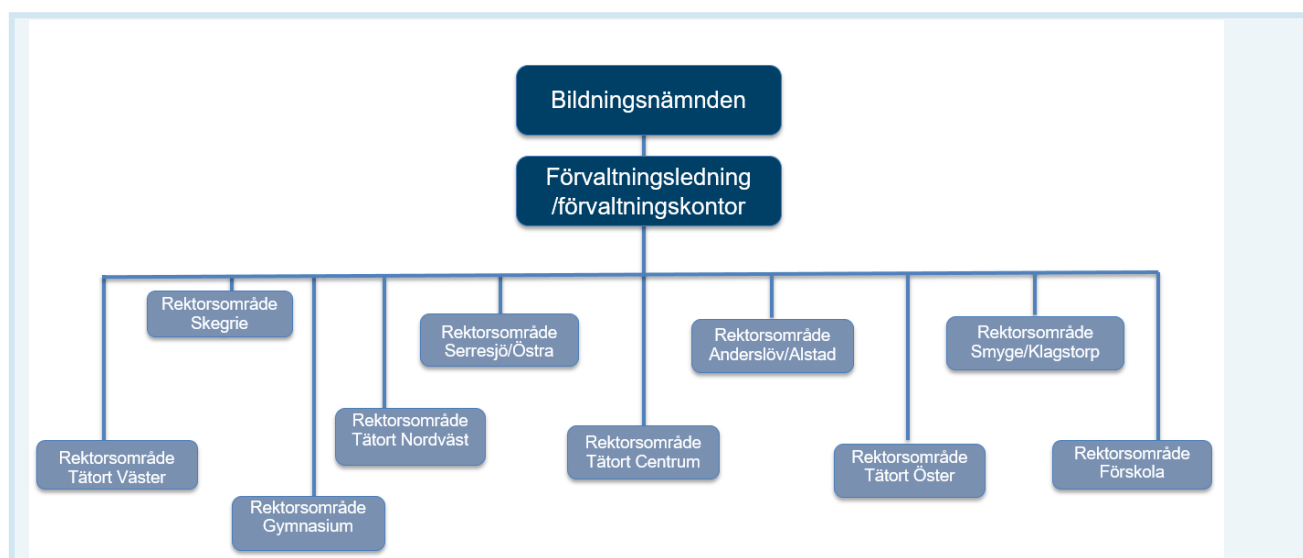 Bildningsnämnden
Förvaltningsledning
/förvaltningskontor
Rektorsområde
Skegrie
Rektorsområde
Serresjö/Östra
Rektorsområde
Anderslöv/Alstad
Rektorsområde
Smyge/Klagstorp
Rektorsområde
Tätort Väster
Rektorsområde
Gymnasium
Rektorsområde
Tätort Nordväst
Rektorsområde
Tätort Centrum
Rektorsområde
Tätort Öster
Rektorsområde
Förskola